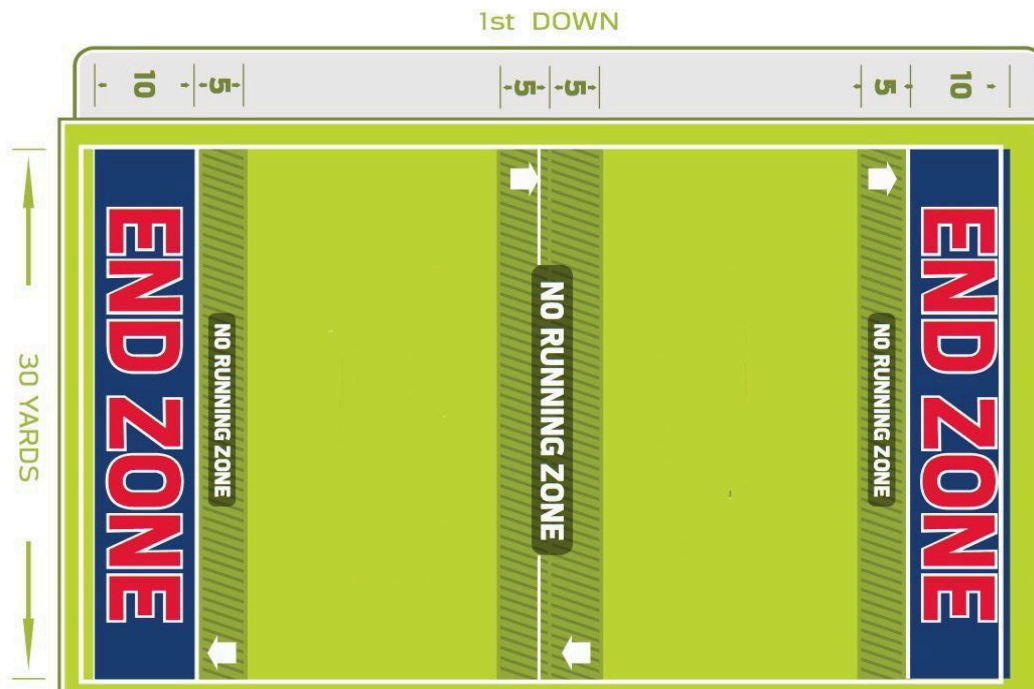 1st DOWN
10
5
5
5
5
10
30 YARDS
END ZONE
NO RUNNING ZONE
NO RUNNING ZONE
NO RUNNING ZONE
END ZONE